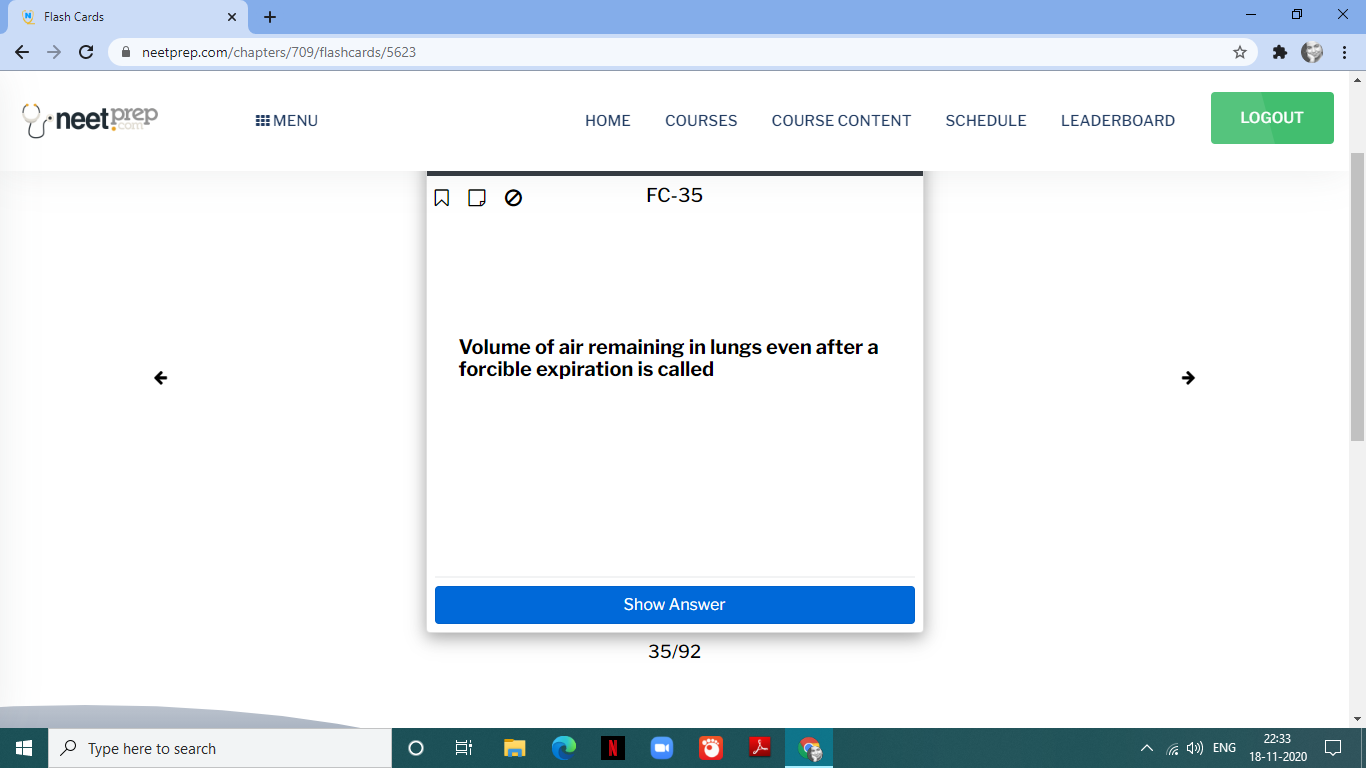 Flash Cards
neetprep.com/chapters/709/flashcards/5623
neetprep.com
MENU
HOME
COURSES
COURSE CONTENT
SCHEDULE
LEADERBOARD
LOGOUT
FC-35
Volume of air remaining in lungs even after a
forcible expiration is called
Show Answer
35/92
Type here to search
ENG
22:33
18-11-2020